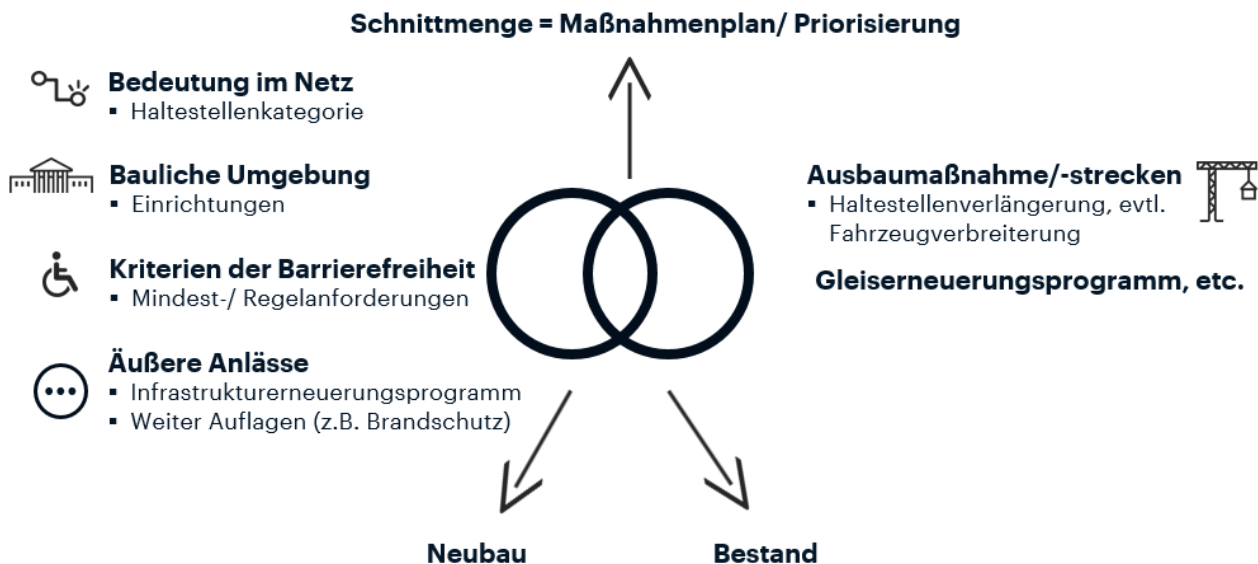 Schnittmenge = Maßnahmenplan/ Priorisierung
Bedeutung im Netz
▪ Haltestellenkategorie
Bauliche Umgebung
▪ Einrichtungen
Kriterien der Barrierefreiheit
▪ Mindest-/ Regelanforderungen
Äußere Anlässe
▪ Infrastrukturerneuerungsprogramm
▪ Weiter Auflagen (z.B. Brandschutz)
Ausbaumaßnahme/-strecken
▪ Haltestellenverlängerung, evtl.
Fahrzeugverbreiterung
Gleiserneuerungsprogramm, etc.
Neubau
Bestand